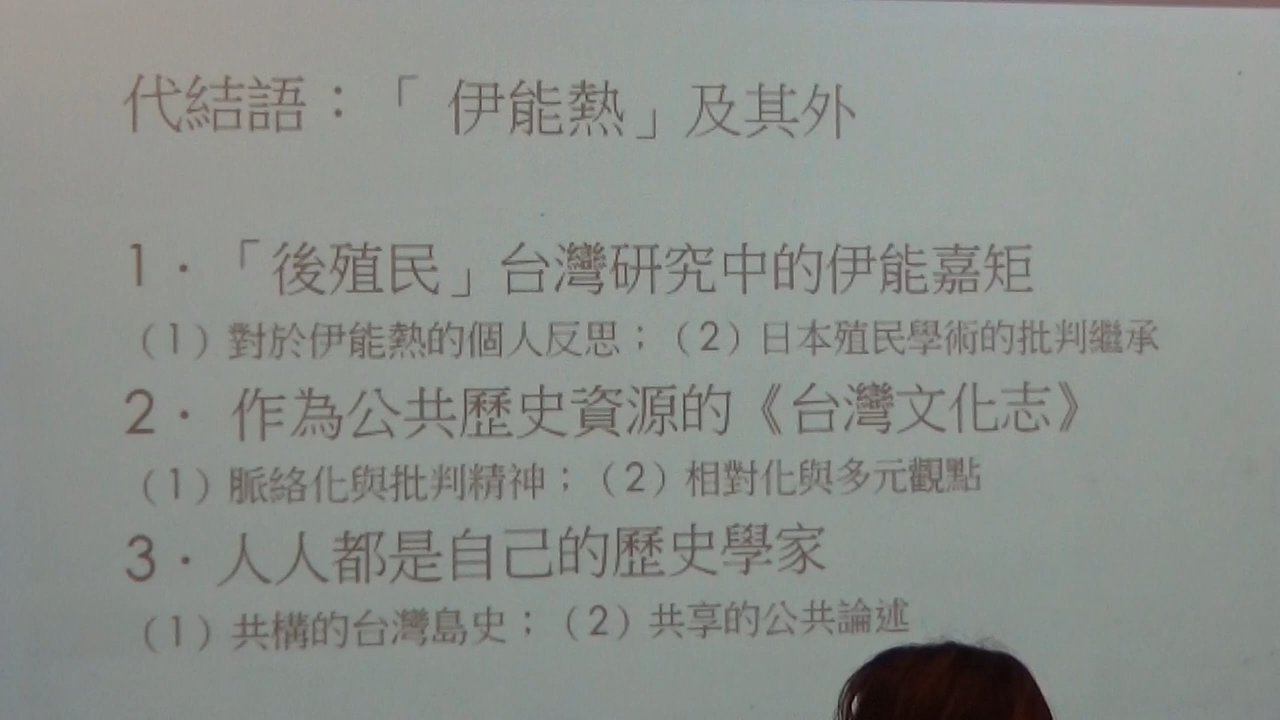 代結語：「 伊能熱」及其外
1．「後殖民」台灣研究中的伊能嘉矩
（1）對於伊能熱的個人反思；（2）日本殖民學術的批判繼承
2． 作為公共歷史資源的《台灣文化志》
（1）脈絡化與批判精神；（2）相對化與多元觀點
3．人人都是自己的歷史學家
（1）共構的台灣島史；（2）共享的公共論述